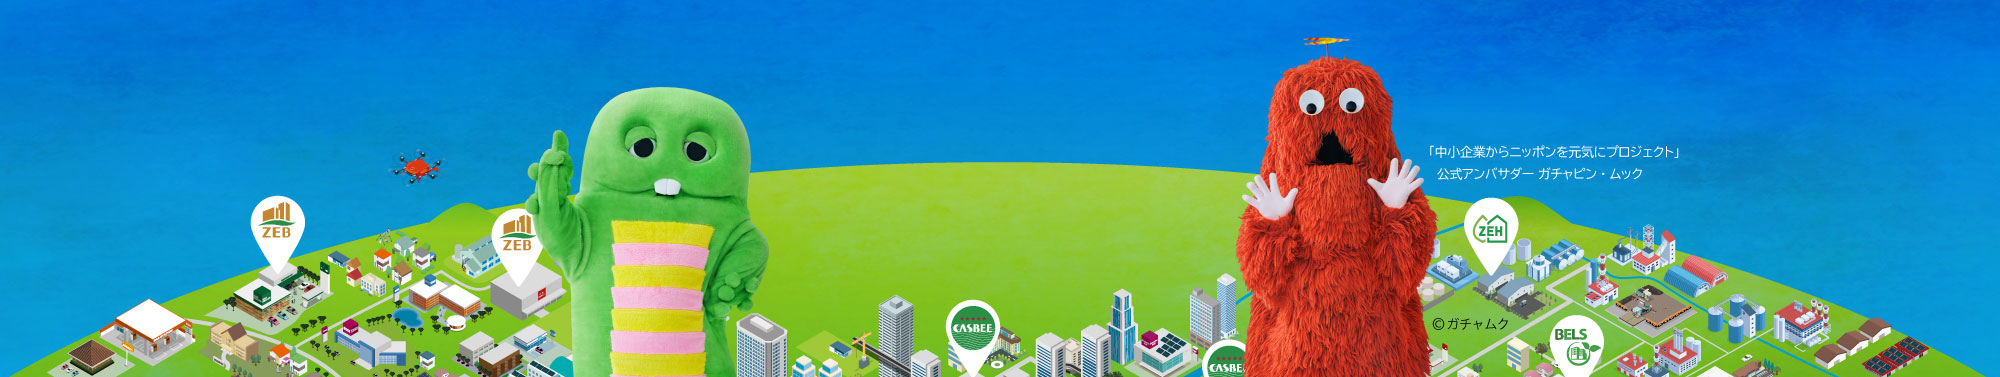 「中小企業からニッポンを元気にプロジェクト」
公式アンバサダー ガチャピン・ムック
ZEB
ZEB
ZEH
CASBEE
CASBE
©ガチャムク
BELS